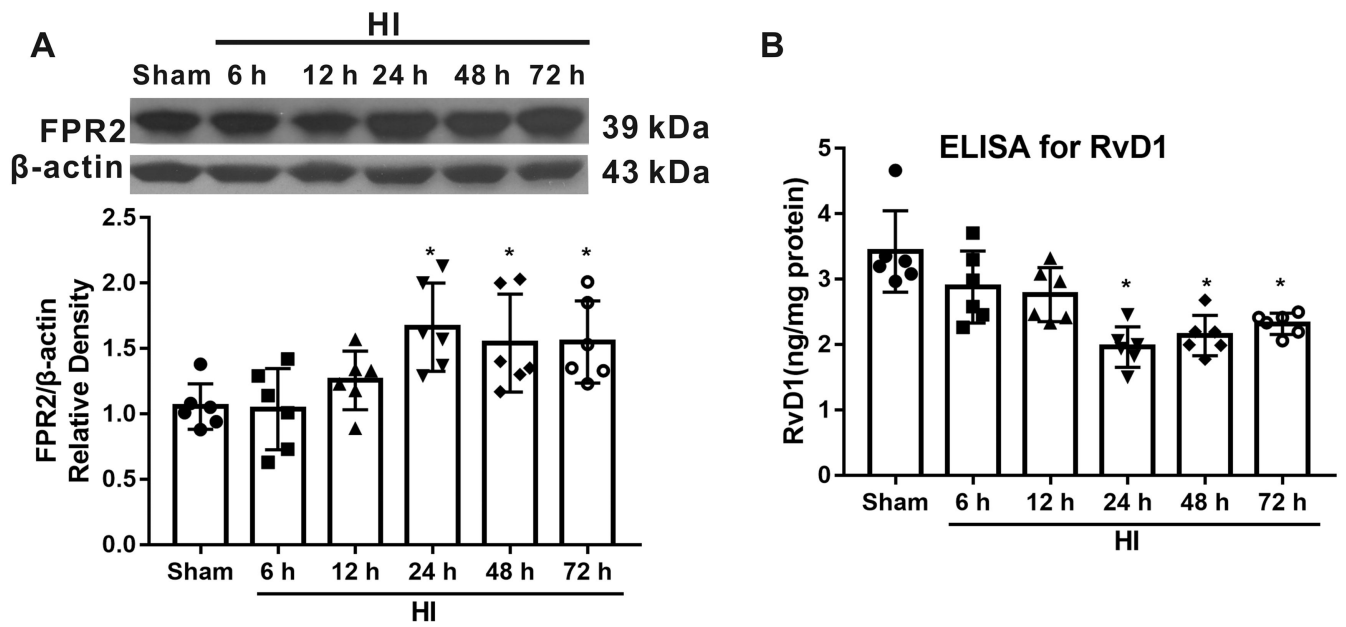 A
HI
Sham 6 h 12 h 24 h 48 h 72 h
FPR2
39 kDa
β-actin
43 kDa
FPR2/β-actin
Relative Density
2.5
2.0
1.5
1.0
0.5
0.0
* * *
Sham 6 h 12 h 24 h 48 h 72 h
HI
B
ELISA for RvD1
RvD1(ng/mg protein)
5
4
3
2
1
0
* * *
Sham 6 h 12 h 24 h 48 h 72 h
HI